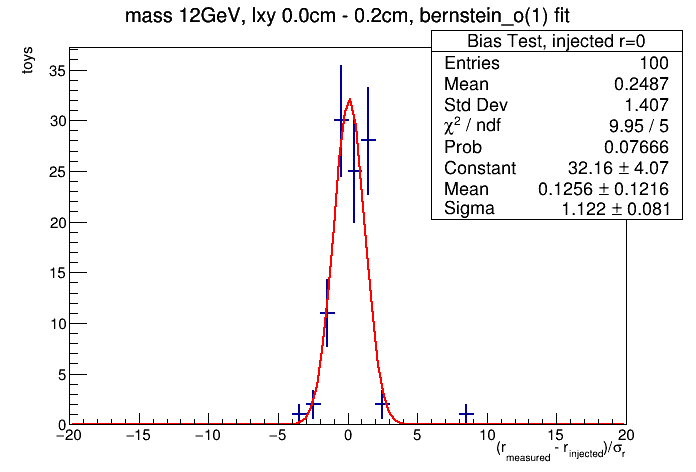 mass 12GeV, lxy 0.0cm - 0.2cm, bernstein_o(1) fit
toys
Bias Test, injected r=0
Entries 100
Mean 0.2487
Std Dev 1.407
χ² / ndf 9.95 / 5
Prob 0.07666
Constant 32.16 ± 4.07
Mean 0.1256 ± 0.1216
Sigma 1.122 ± 0.081
35
30
25
20
15
10
5
0
−20 −15 −10 −5 0 5 10 15 20
(r_measured - r_injected)/σ_r